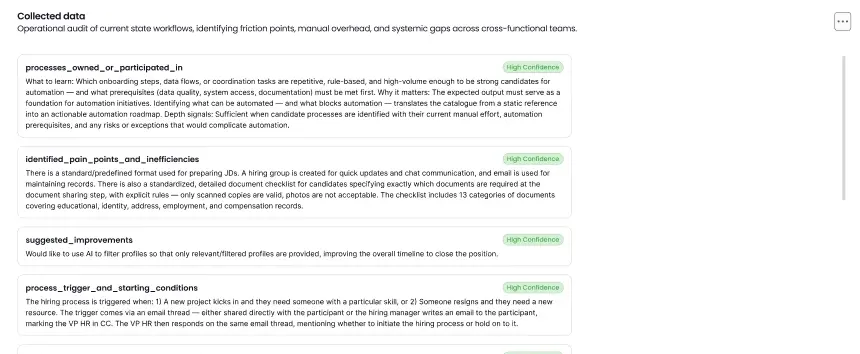 Collected data
Operational audit of current state workflows, identifying friction points, manual overhead, and systemic gaps across cross-functional teams.
processes_owned_or_participated_in
High Confidence
What to learn: Which onboarding steps, data flows, or coordination tasks are repetitive, rule-based, and high-volume enough to be strong candidates for
automation — and what prerequisites (data quality, system access, documentation) must be met first. Why it matters: The expected output must serve as a
foundation for automation initiatives. Identifying what can be automated — and what blocks automation — translates the catalogue from a static reference
into an actionable automation roadmap. Depth signals: Sufficient when candidate processes are identified with their current manual effort, automation
prerequisites, and any risks or exceptions that would complicate automation.
identified_pain_points_and_inefficiencies
High Confidence
There is a standard/predefined format used for preparing JDs. A hiring group is created for quick updates and chat communication, and email is used for
maintaining records. There is also a standardized, detailed document checklist for candidates specifying exactly which documents are required at the
document sharing step, with explicit rules — only scanned copies are valid, photos are not acceptable. The checklist includes 13 categories of documents
covering educational, identity, address, employment, and compensation records.
suggested_improvements
High Confidence
Would like to use AI to filter profiles so that only relevant/filtered profiles are provided, improving the overall timeline to close the position.
process_trigger_and_starting_conditions
High Confidence
The hiring process is triggered when: 1) A new project kicks in and they need someone with a particular skill, or 2) Someone resigns and they need a new
resource. The trigger comes via an email thread — either shared directly with the participant or the hiring manager writes an email to the participant,
marking the VP HR in CC. The VP HR then responds on the same email thread, mentioning whether to initiate the hiring process or hold on to it.